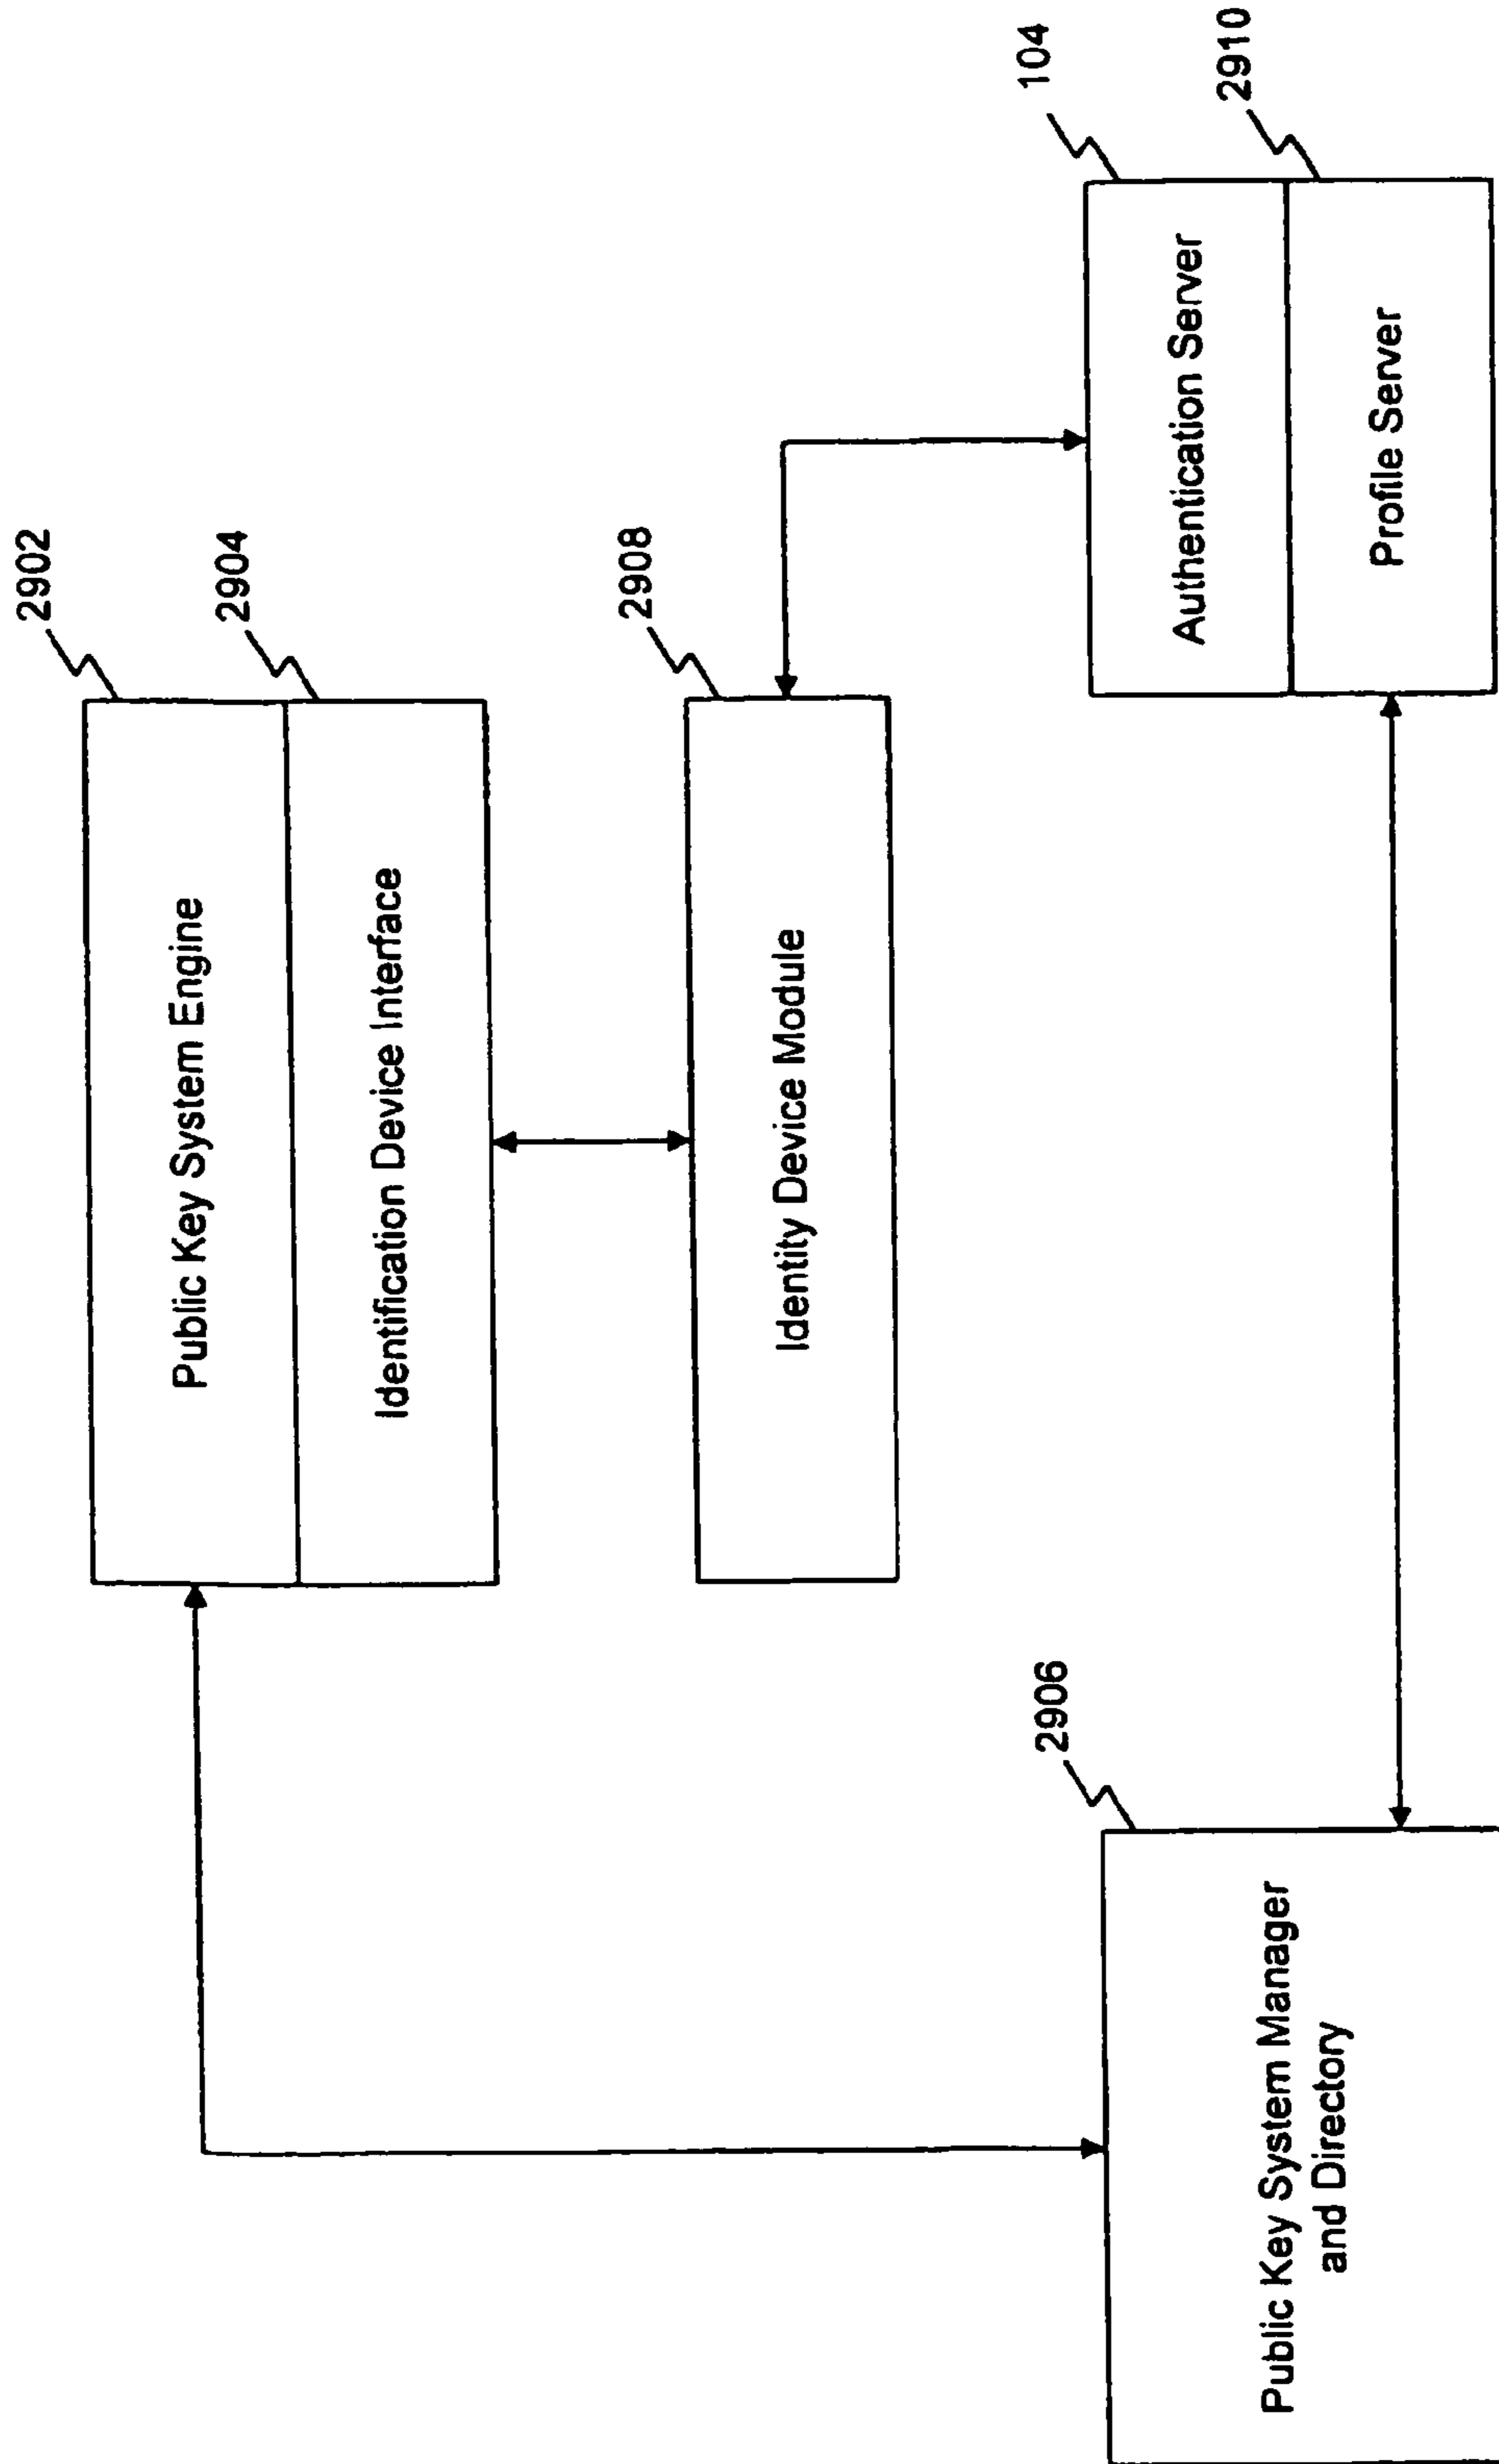 2902
Public Key System Engine
2904
Identification Device Interface
2908
Identity Device Module
104
Authentication Server
2910
Profile Server
2906
Public Key System Manager
and Directory